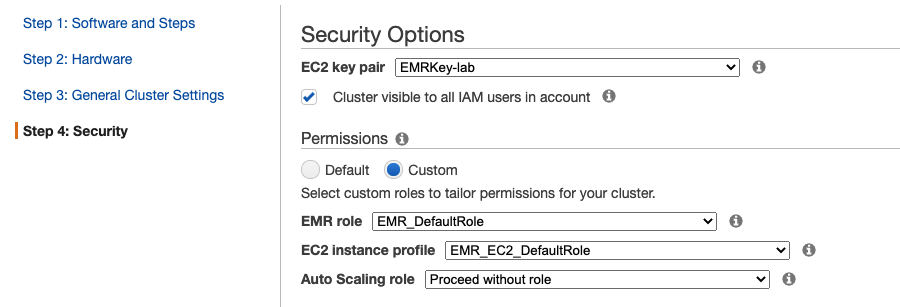 Step 1: Software and Steps
Step 2: Hardware
Step 3: General Cluster Settings
Step 4: Security
Security Options
EC2 key pair EMRKey-lab
Cluster visible to all IAM users in account
Permissions
Default Custom
Select custom roles to tailor permissions for your cluster.
EMR role EMR_DefaultRole
EC2 instance profile EMR_EC2_DefaultRole
Auto Scaling role Proceed without role